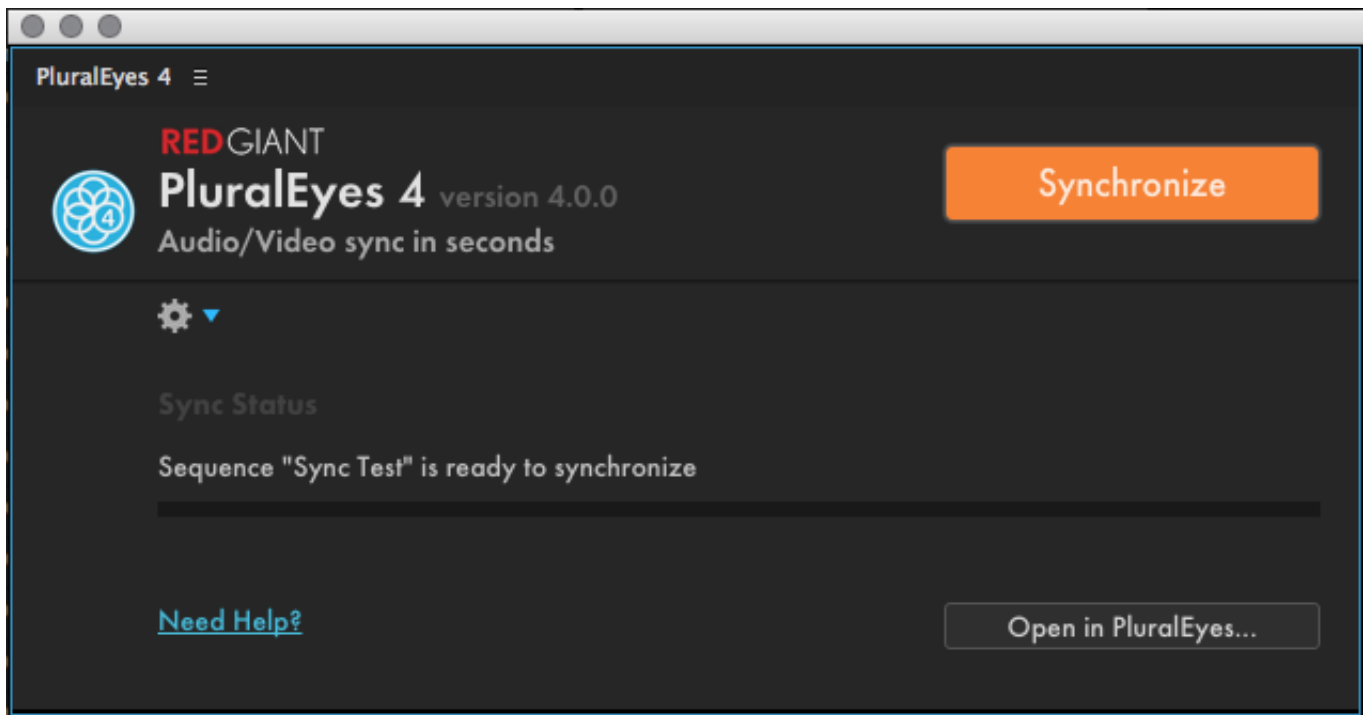 PluralEyes 4
REDGIANT
PluralEyes 4 version 4.0.0
Audio/Video sync in seconds
4
Synchronize
Sync Status
Sequence "Sync Test" is ready to synchronize
Need Help?
Open in PluralEyes...